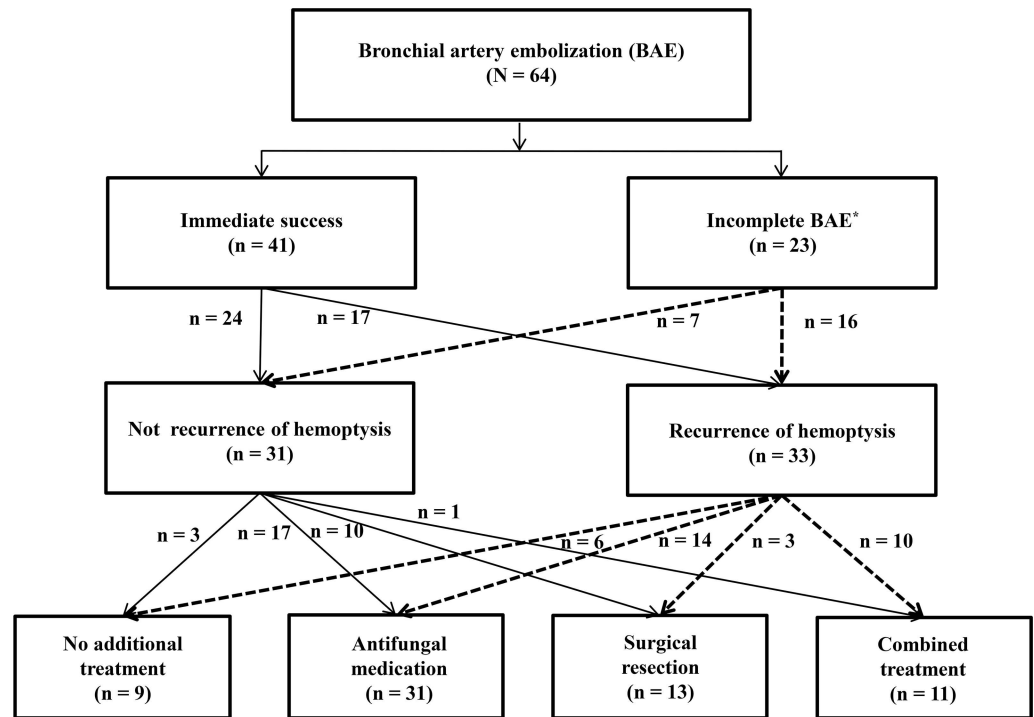 Bronchial artery embolization (BAE)
(N = 64)
Immediate success
(n = 41)
Incomplete BAE*
(n = 23)
n = 24
n = 17
n = 7
n = 16
Not recurrence of hemoptysis
(n = 31)
Recurrence of hemoptysis
(n = 33)
n = 3
n = 17
n = 10
n = 1
n = 6
n = 14
n = 3
n = 10
No additional
treatment
(n = 9)
Antifungal
medication
(n = 31)
Surgical
resection
(n = 13)
Combined
treatment
(n = 11)